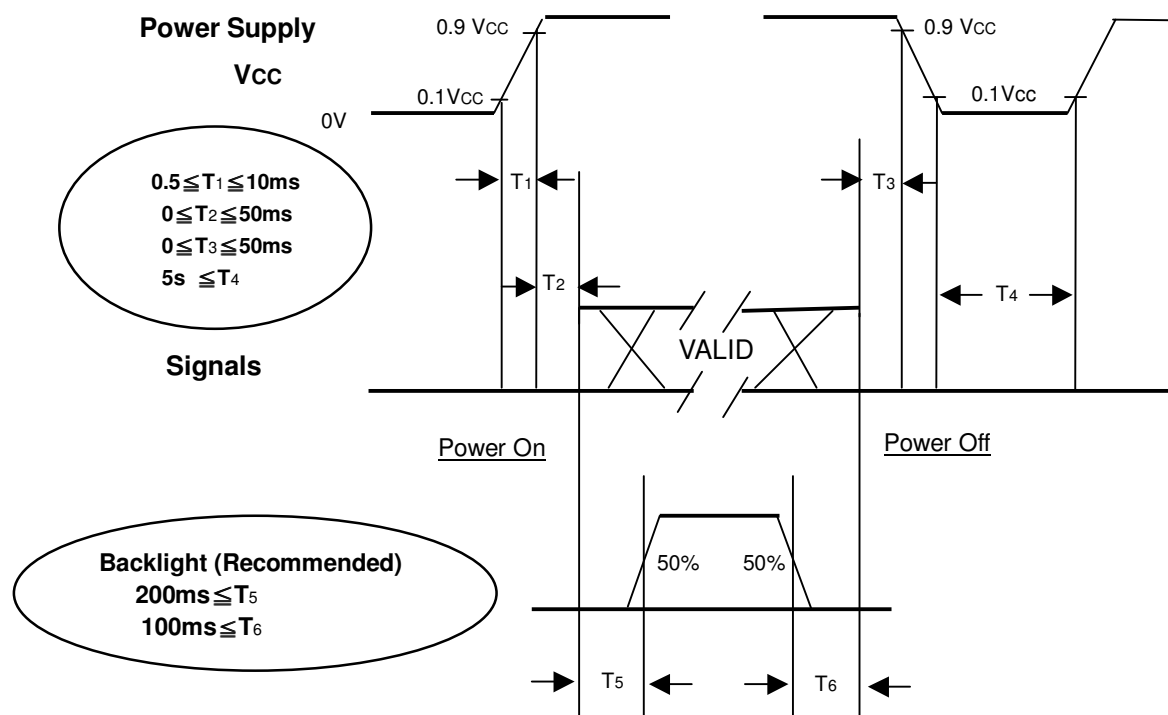 Power Supply
VCC
0.9 VCC
0.9 VCC
0.1VCC
0.1VCC
0V
0.5≦T1≦10ms
0≦T2≦50ms
0≦T3≦50ms
5s ≦T4
T1
T3
T2
T4
VALID
Signals
Power On
Power Off
Backlight (Recommended)
200ms≦T5
100ms≦T6
50%
50%
T5
T6